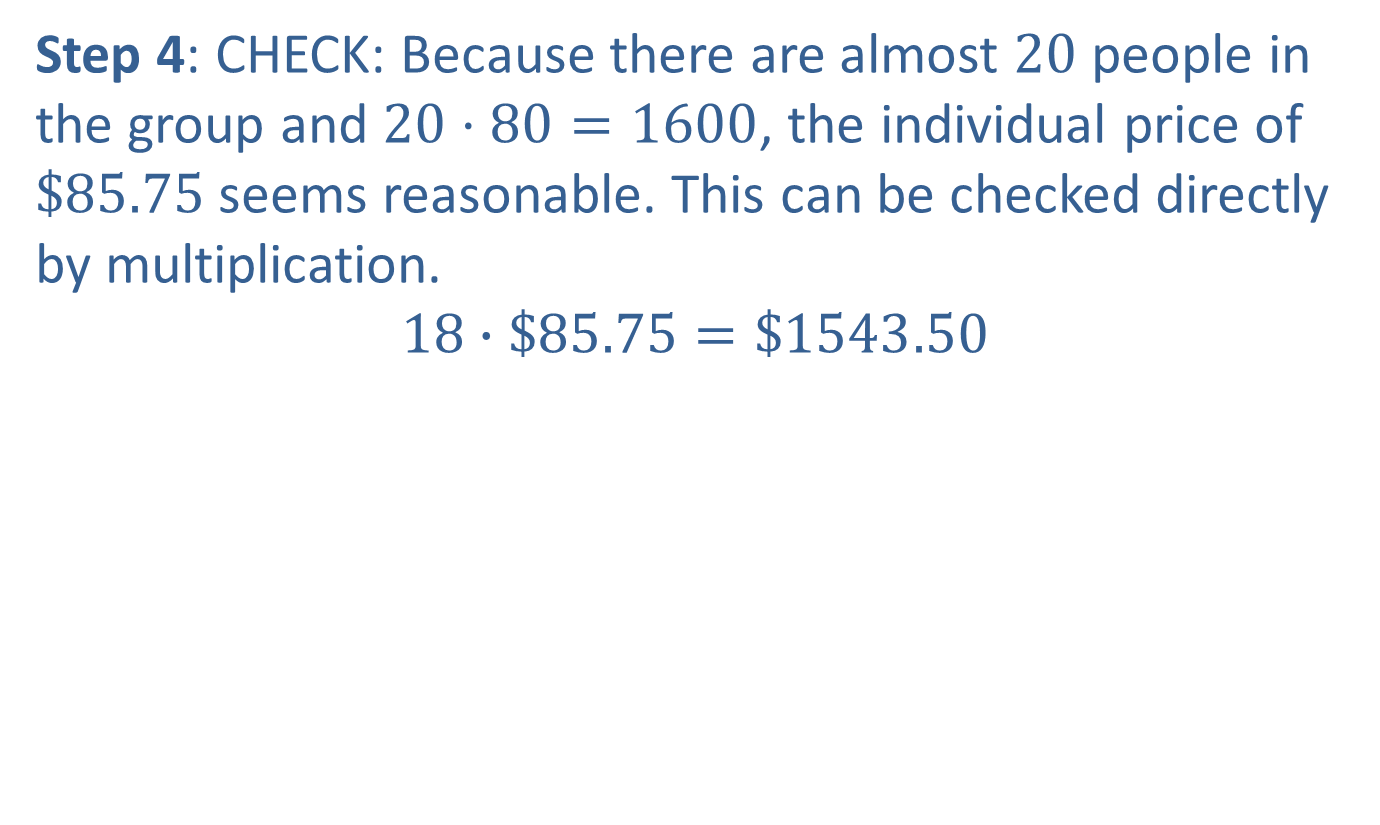 Step 4: CHECK: Because there are almost 20 people in
the group and 20 · 80 = 1600, the individual price of
$85.75 seems reasonable. This can be checked directly
by multiplication.
18 · $85.75 = $1543.50